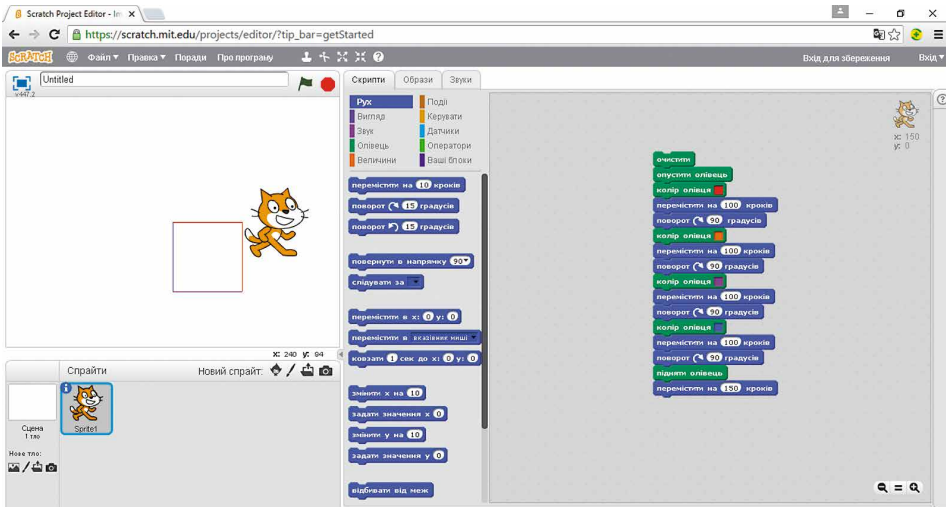 Scratch Project Editor - Im
https://scratch.mit.edu/projects/editor/?tip_bar=getStarted
SCRATCH Файл Правка Поради Про програму Вхід для збереження Вхід
Untitled
v447.2
x: 240 y: 94
Спрайти Новий спрайт:
Сцена
1 тло
Sprite1
Нове тло:
Скрипти Образи Звуки
Рух Події
Вигляд Керувати
Звук Датчики
Олівець Оператори
Величини Ваші блоки
перемістити на 10 кроків
поворот 15 градусів
поворот 15 градусів
повернути в напрямку 90
слідувати за
перемістити в x: 0 y: 0
перемістити в вказівник миші
ковзати 1 сек до x: 0 y: 0
змінити x на 10
задати значення x 0
змінити y на 10
задати значення y 0
відбивати від меж
x: 150
y: 0
очистити
опустити олівець
колір олівця
перемістити на 100 кроків
поворот 90 градусів
колір олівця
перемістити на 100 кроків
поворот 90 градусів
колір олівця
перемістити на 100 кроків
поворот 90 градусів
колір олівця
перемістити на 100 кроків
поворот 90 градусів
підняти олівець
перемістити на 150 кроків